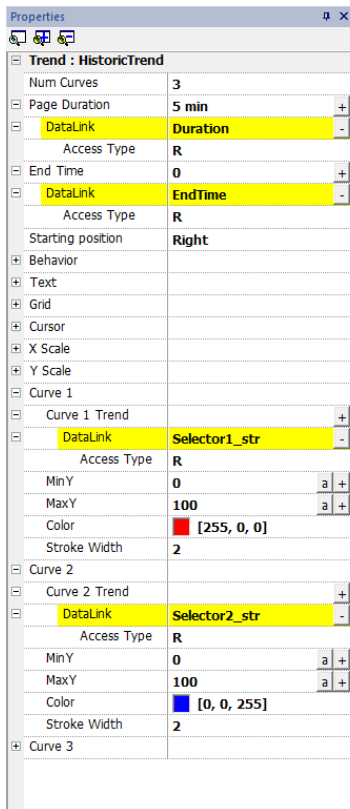 Properties
Trend : HistoricTrend
Num Curves 3
Page Duration 5 min +
DataLink Duration -
Access Type R
End Time 0 +
DataLink EndTime -
Access Type R
Starting position Right
Behavior
Text
Grid
Cursor
X Scale
Y Scale
Curve 1
Curve 1 Trend +
DataLink Selector1_str -
Access Type R
MinY 0 a +
MaxY 100 a +
Color [255, 0, 0]
Stroke Width 2
Curve 2
Curve 2 Trend +
DataLink Selector2_str -
Access Type R
MinY 0 a +
MaxY 100 a +
Color [0, 0, 255]
Stroke Width 2
Curve 3